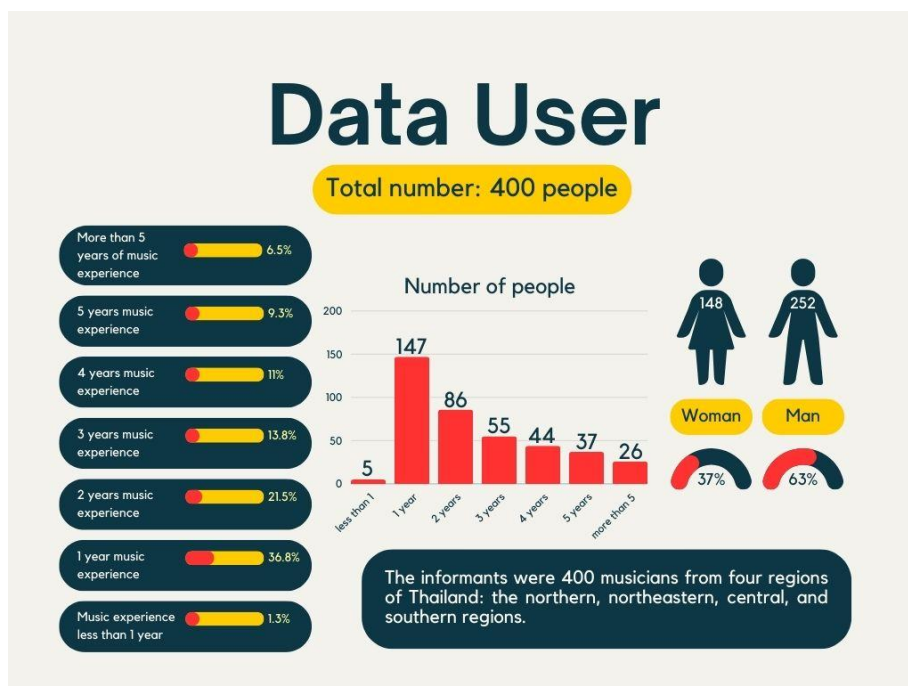 Data User
Total number: 400 people
More than 5
years of music
experience
6.5%
5 years music
experience
9.3%
4 years music
experience
11%
3 years music
experience
13.8%
2 years music
experience
21.5%
1 year music
experience
36.8%
Music experience
less than 1 year
1.3%
Number of people
200
150
100
50
0
5
147
86
55
44
37
26
less than 1
1 year
2 years
3 years
4 years
5 years
more than 5
148
252
Woman
Man
37%
63%
The informants were 400 musicians from four regions
of Thailand: the northern, northeastern, central, and
southern regions.